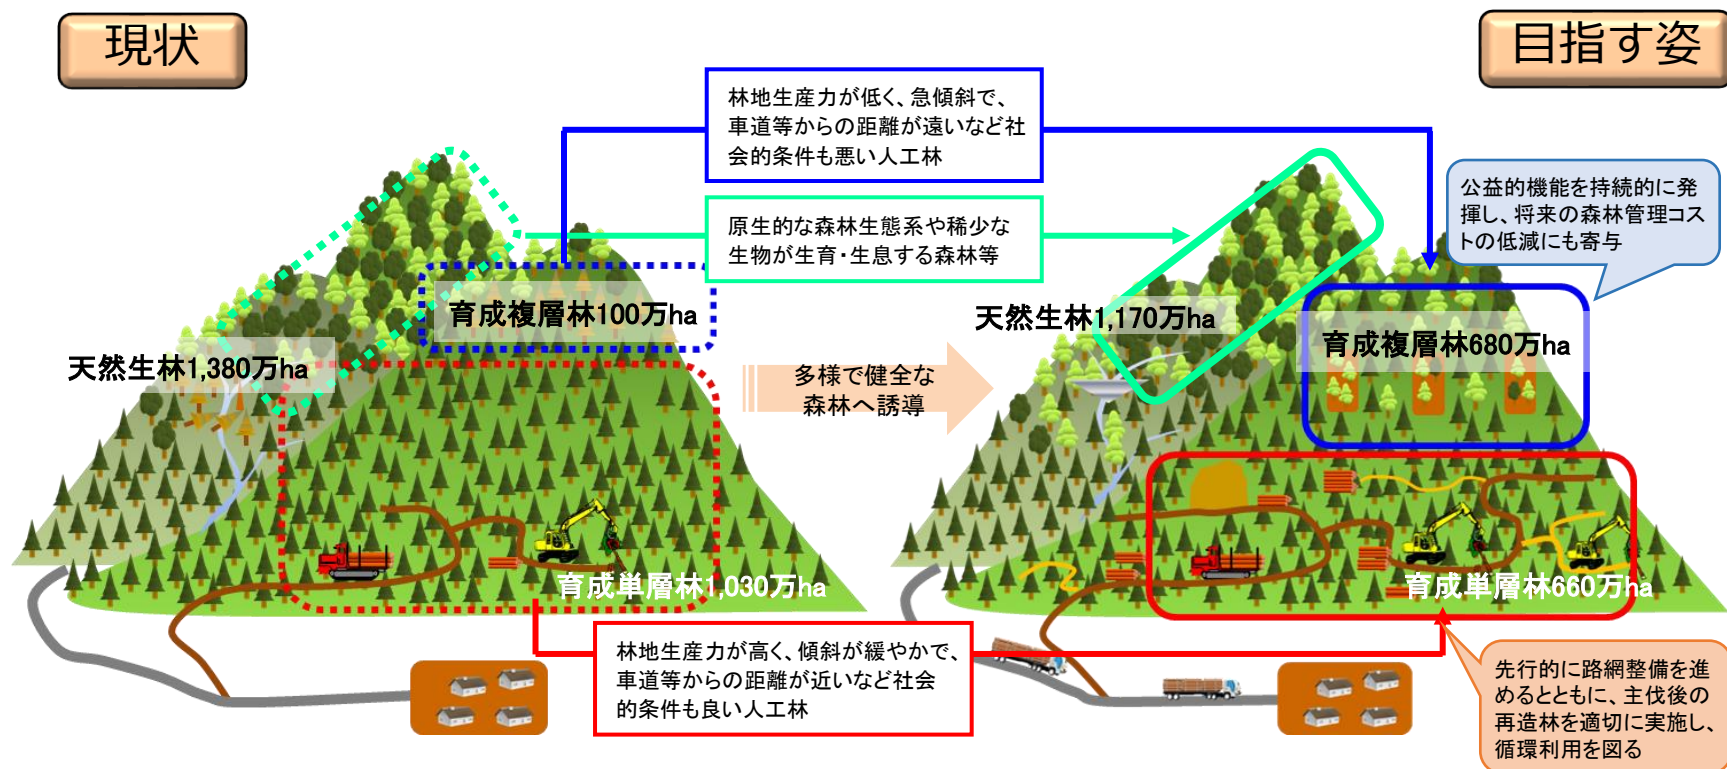 現状
目指す姿
林地生産力が低く、急傾斜で、
車道等からの距離が遠いなど社
会的条件も悪い人工林
原生的な森林生態系や稀少な
生物が生育・生息する森林等
公益的機能を持続的に発
揮し、将来の森林管理コス
トの低減にも寄与
育成複層林100万ha
天然生林1,380万ha
育成単層林1,030万ha
多様で健全な
森林へ誘導
天然生林1,170万ha
育成複層林680万ha
育成単層林660万ha
林地生産力が高く、傾斜が緩やかで、
車道等からの距離が近いなど社会
的条件も良い人工林
先行的に路網整備を進
めるとともに、主伐後の
再造林を適切に実施し、
循環利用を図る